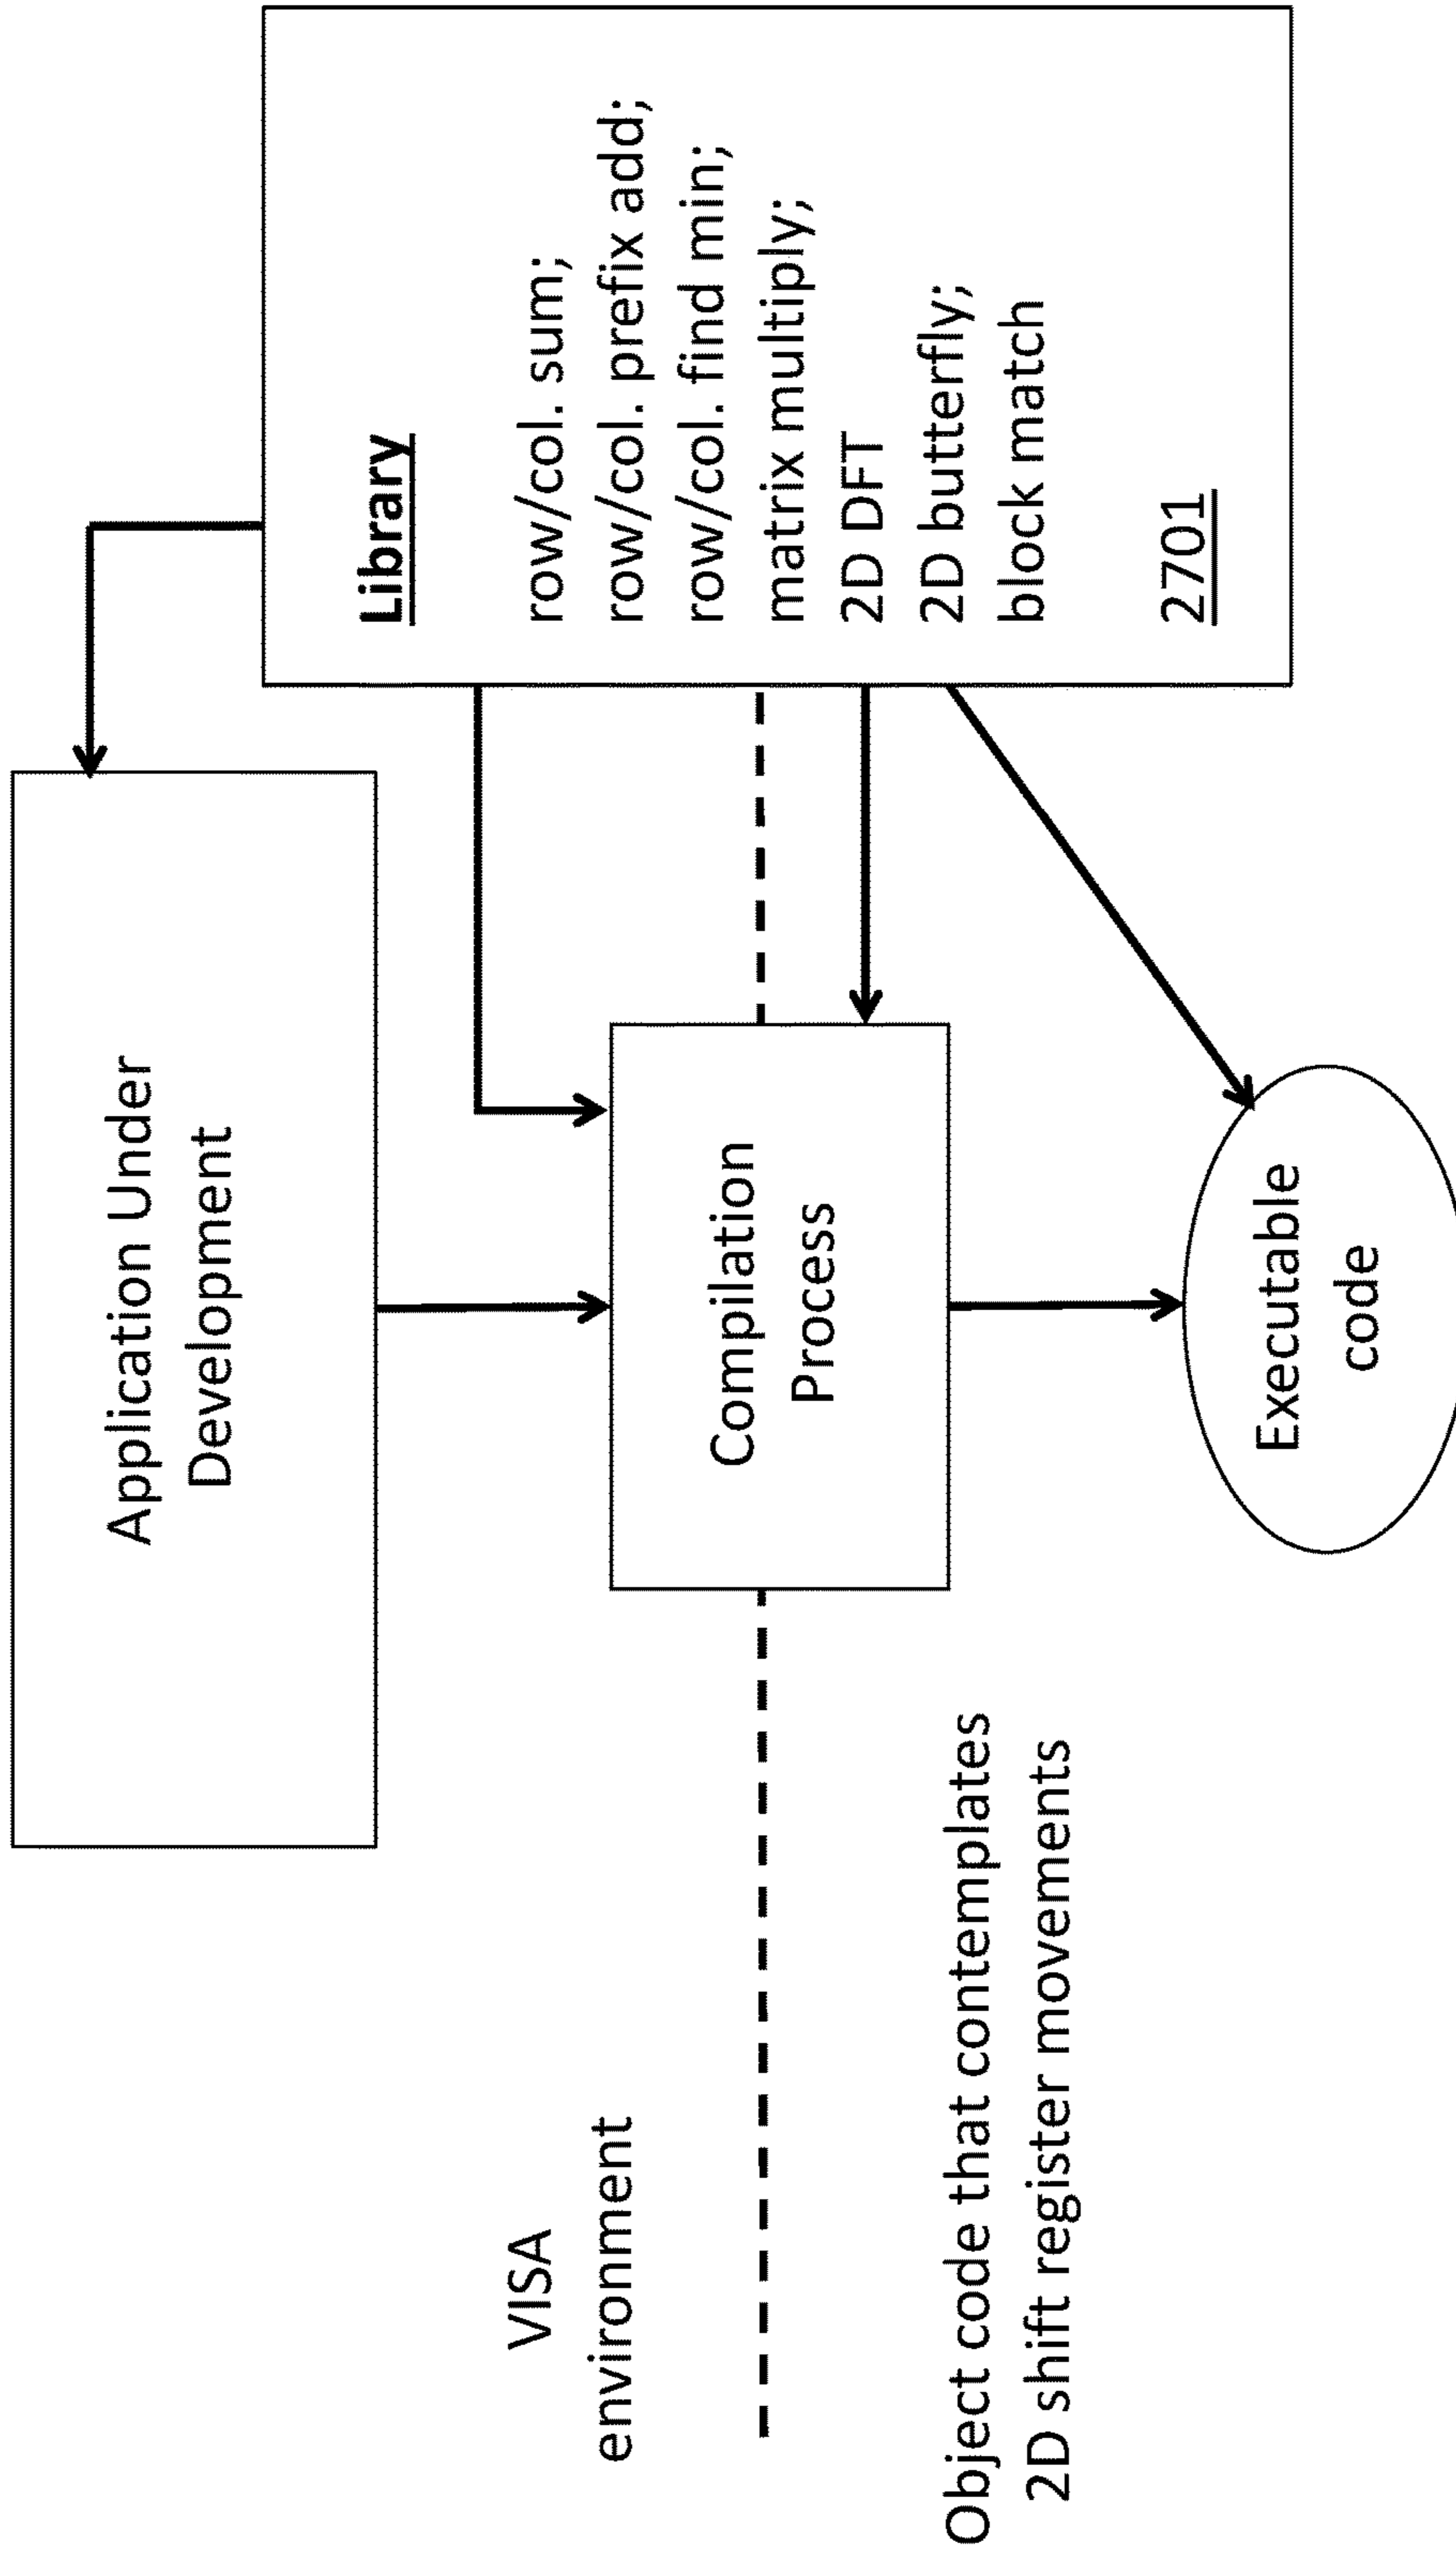 Application Under
Development
VISA
environment
Compilation
Process
Object code that contemplates
2D shift register movements
Executable
code
Library
row/col. sum;
row/col. prefix add;
row/col. find min;
matrix multiply;
2D DFT
2D butterfly;
block match
2701